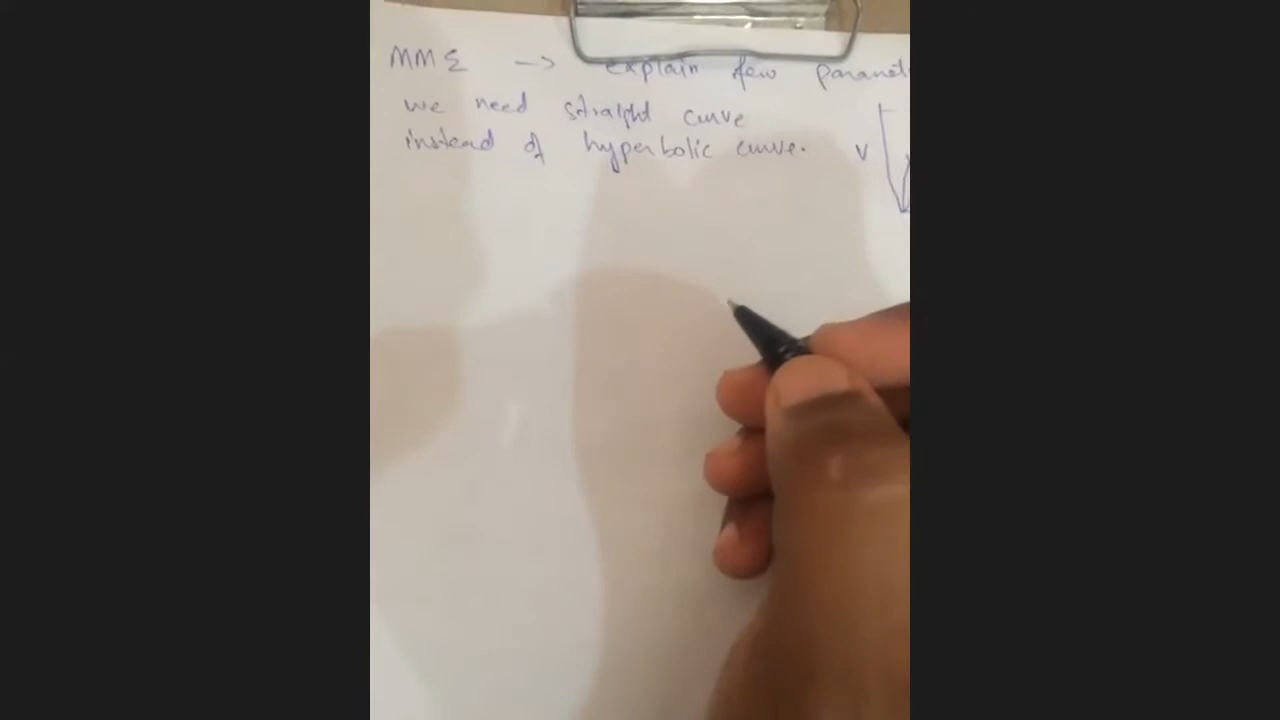 MME -> explain few paramet
we need straight curve
instead of hyperbolic curve.
V